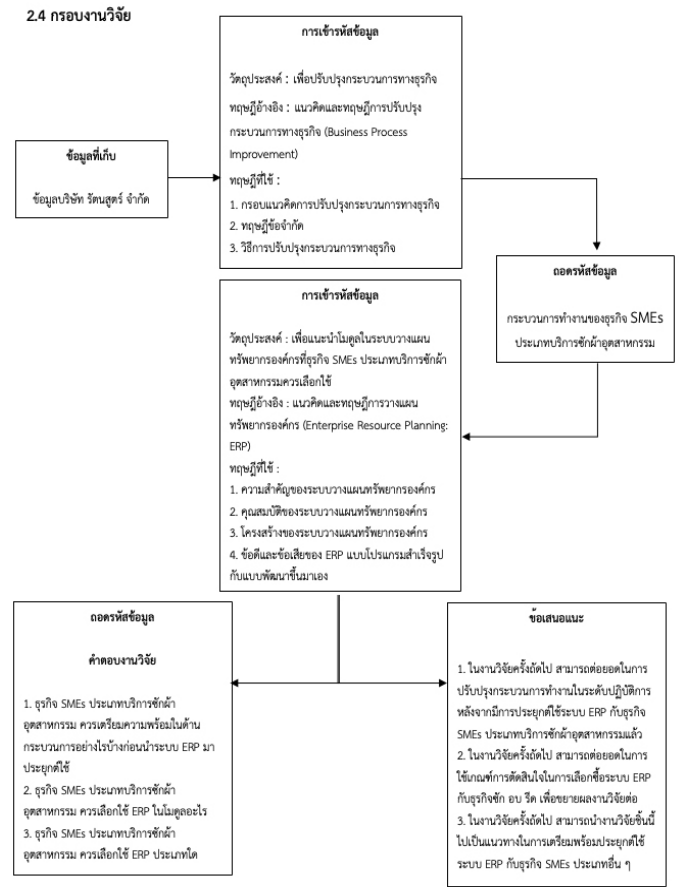 2.4 กรอบงานวิจัย
ข้อมูลที่เก็บ
ข้อมูลบริษัท รัตนสูตร์ จำกัด
การเข้ารหัสข้อมูล
วัตถุประสงค์ : เพื่อปรับปรุงกระบวนการทางธุรกิจ
ทฤษฎีอ้างอิง : แนวคิดและทฤษฎีการปรับปรุง
กระบวนการทางธุรกิจ (Business Process
Improvement)
ทฤษฎีที่ใช้ :
1. กรอบแนวคิดการปรับปรุงกระบวนการทางธุรกิจ
2. ทฤษฎีข้อจำกัด
3. วิธีการปรับปรุงกระบวนการทางธุรกิจ
ถอดรหัสข้อมูล
กระบวนการทำงานของธุรกิจ SMEs
ประเภทบริการซักผ้าอุตสาหกรรม
การเข้ารหัสข้อมูล
วัตถุประสงค์ : เพื่อแนะนำโมดูลในระบบวางแผน
ทรัพยากรองค์กรที่ธุรกิจ SMEs ประเภทบริการซักผ้า
อุตสาหกรรมควรเลือกใช้
ทฤษฎีอ้างอิง : แนวคิดและทฤษฎีการวางแผน
ทรัพยากรองค์กร (Enterprise Resource Planning:
ERP)
ทฤษฎีที่ใช้ :
1. ความสำคัญของระบบวางแผนทรัพยากรองค์กร
2. คุณสมบัติของระบบวางแผนทรัพยากรองค์กร
3. โครงสร้างของระบบวางแผนทรัพยากรองค์กร
4. ข้อดีและข้อเสียของ ERP แบบโปรแกรมสำเร็จรูป
กับแบบพัฒนาขึ้นมาเอง
ถอดรหัสข้อมูล
คำตอบงานวิจัย
1. ธุรกิจ SMEs ประเภทบริการซักผ้า
อุตสาหกรรม ควรเตรียมความพร้อมในด้าน
กระบวนการอย่างไรบ้างก่อนนำระบบ ERP มา
ประยุกต์ใช้
2. ธุรกิจ SMEs ประเภทบริการซักผ้า
อุตสาหกรรม ควรเลือกใช้ ERP ในโมดูลอะไร
3. ธุรกิจ SMEs ประเภทบริการซักผ้า
อุตสาหกรรม ควรเลือกใช้ ERP ประเภทใด
ข้อเสนอแนะ
1. ในงานวิจัยครั้งถัดไป สามารถต่อยอดในการ
ปรับปรุงกระบวนการทำงานในระดับปฏิบัติการ
หลังจากมีการประยุกต์ใช้ระบบ ERP กับธุรกิจ
SMEs ประเภทบริการซักผ้าอุตสาหกรรมแล้ว
2. ในงานวิจัยครั้งถัดไป สามารถต่อยอดในการ
ใช้เกณฑ์การตัดสินใจในการเลือกซื้อระบบ ERP
กับธุรกิจซัก อบ รีด เพื่อขยายผลงานวิจัยต่อ
3. ในงานวิจัยครั้งถัดไป สามารถนำงานวิจัยชิ้นนี้
ไปเป็นแนวทางในการเตรียมพร้อมประยุกต์ใช้
ระบบ ERP กับธุรกิจ SMEs ประเภทอื่น ๆ